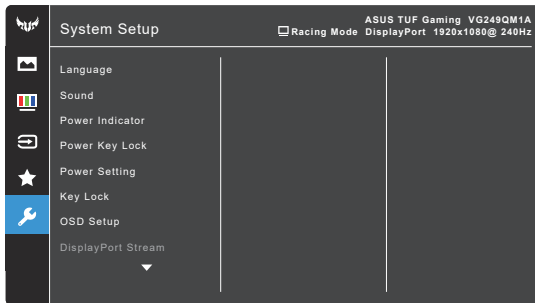 System Setup
ASUS TUF Gaming VG249QM1A
Racing Mode DisplayPort 1920x1080@ 240Hz
Language
Sound
Power Indicator
Power Key Lock
Power Setting
Key Lock
OSD Setup
DisplayPort Stream